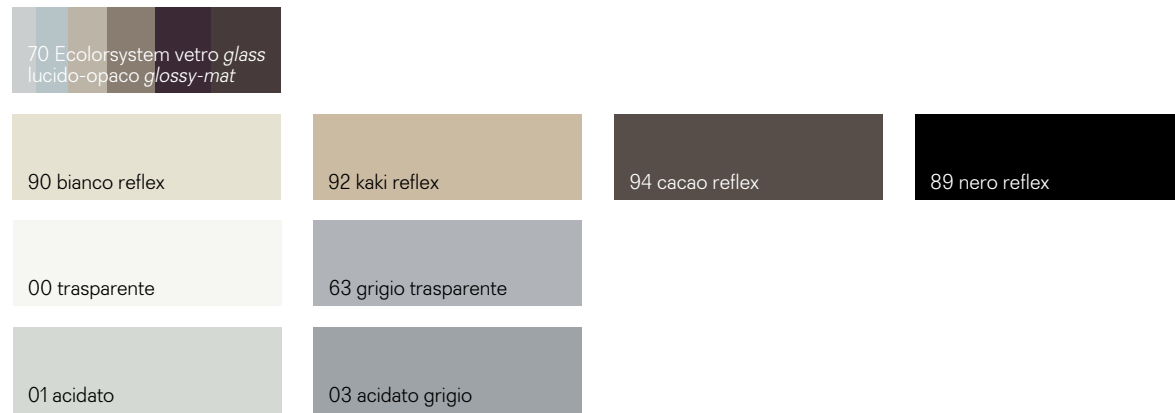 70 Ecolorsystem vetro glass
lucido-opaco glossy-mat
90 bianco reflex
92 kaki reflex
94 cacao reflex
89 nero reflex
00 trasparente
63 grigio trasparente
01 acidato
03 acidato grigio